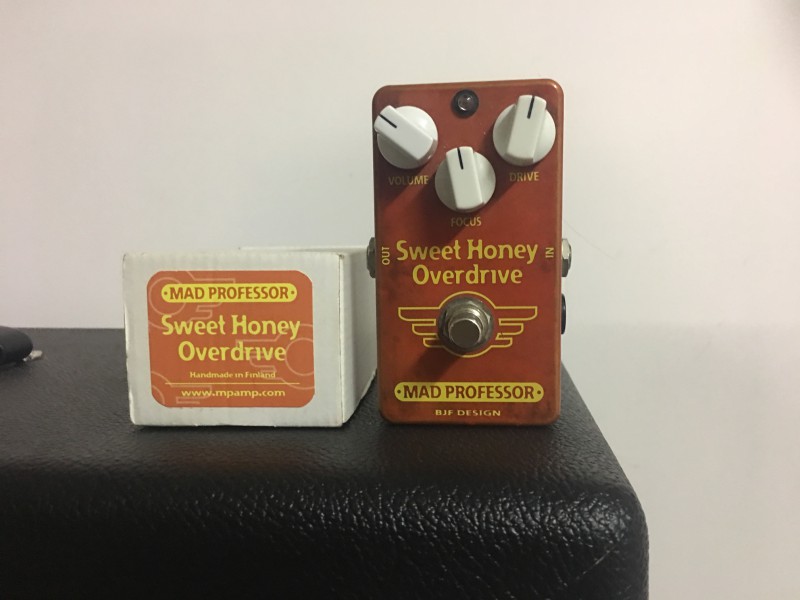 MAD PROFESSOR
Sweet Honey
Overdrive
Handmade in Finland
www.mpamp.com
VOLUME
DRIVE
FOCUS
OUT
IN
Sweet Honey
Overdrive
MAD PROFESSOR
BJF DESIGN